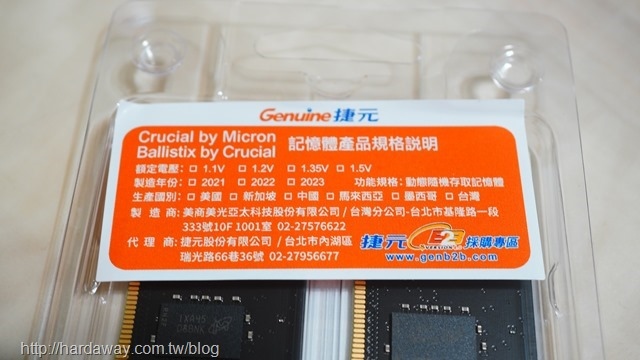 Genuine 捷元
Crucial by Micron
Ballistix by Crucial 記憶體產品規格說明
額定電壓：□ 1.1V □ 1.2V □ 1.35V □ 1.5V
製造年份：□ 2021 □ 2022 □ 2023 功能規格：動態隨機存取記憶體
生產國別：□ 美國 □ 新加坡 □ 中國 □ 馬來西亞 □ 墨西哥 □ 台灣
製造商：美商美光亞太科技股份有限公司/台灣分公司-台北市基隆路一段
333號10F 1001室 02-27576622
代理商：捷元股份有限公司/台北市內湖區
瑞光路66巷36號 02-27956677
捷元 B2B 採購專區
www.genb2b.com
1XA45
D8BNK
http://hardaway.com.tw/blog